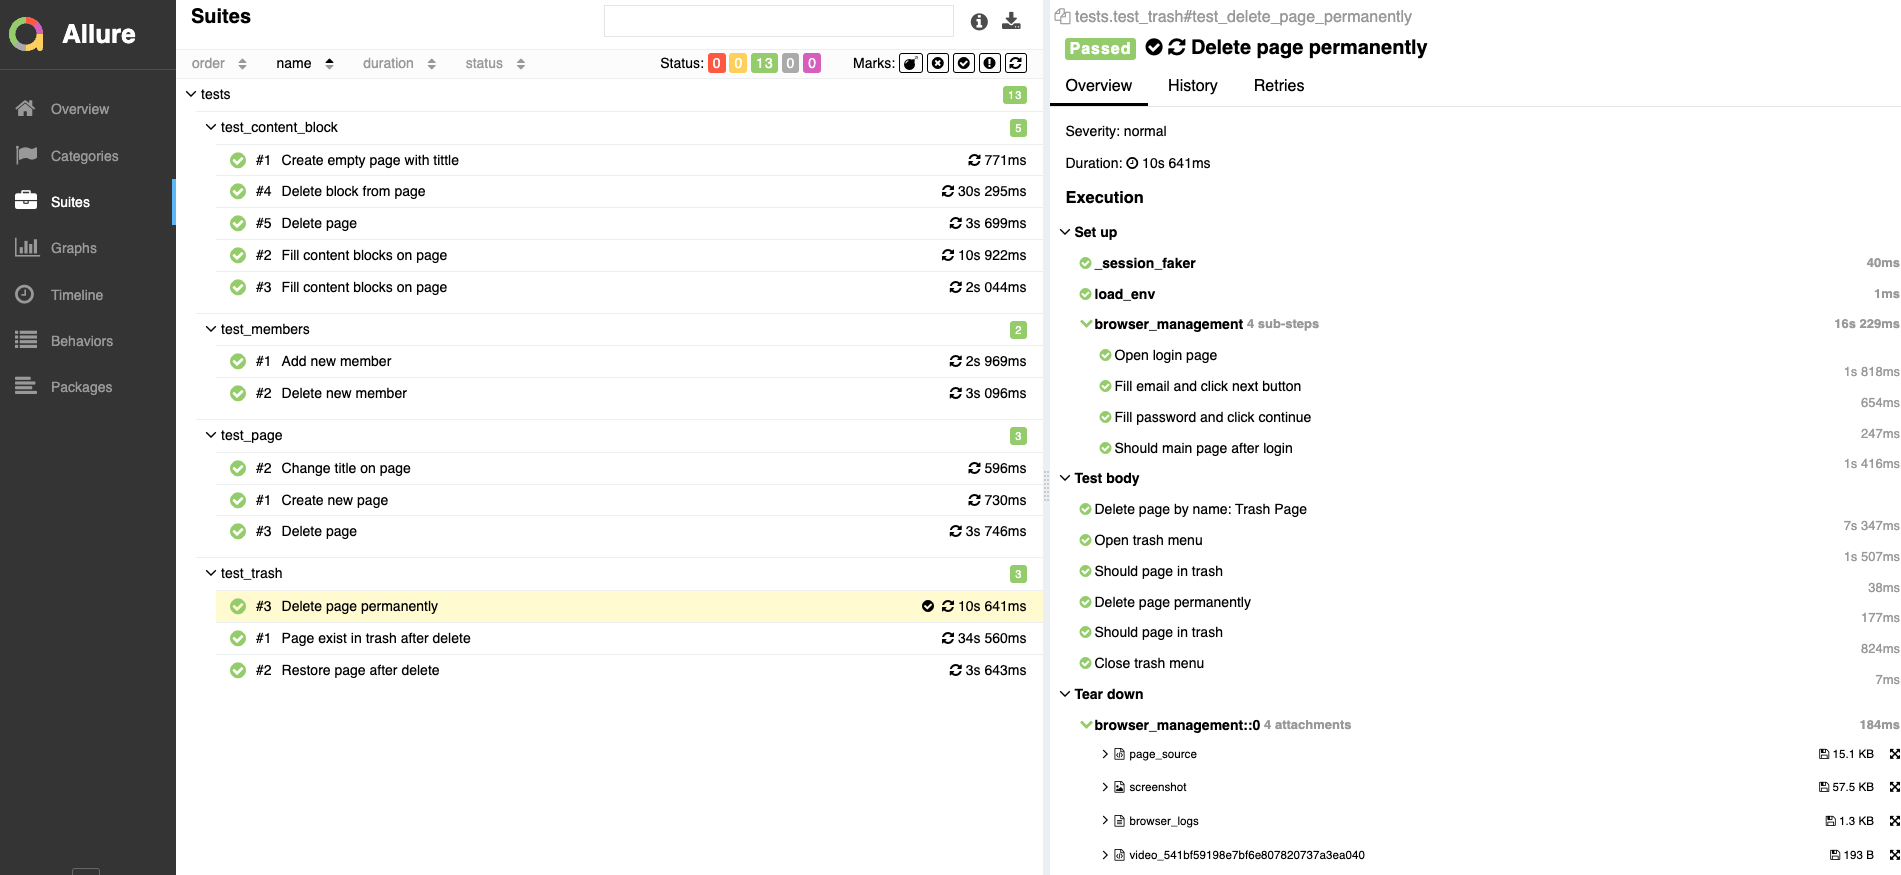 Allure
Overview
Categories
Suites
Graphs
Timeline
Behaviors
Packages
Suites
order name duration status Status: 0 0 13 0 0 Marks:
tests 13
test_content_block 5
#1 Create empty page with tittle 771ms
#4 Delete block from page 30s 295ms
#5 Delete page 3s 699ms
#2 Fill content blocks on page 10s 922ms
#3 Fill content blocks on page 2s 044ms
test_members 2
#1 Add new member 2s 969ms
#2 Delete new member 3s 096ms
test_page 3
#2 Change title on page 596ms
#1 Create new page 730ms
#3 Delete page 3s 746ms
test_trash 3
#3 Delete page permanently 10s 641ms
#1 Page exist in trash after delete 34s 560ms
#2 Restore page after delete 3s 643ms
tests.test_trash#test_delete_page_permanently
Passed Delete page permanently
Overview History Retries
Severity: normal
Duration: 10s 641ms
Execution
Set up
_session_faker 40ms
load_env 1ms
browser_management 4 sub-steps 16s 229ms
Open login page
1s 818ms
Fill email and click next button
654ms
Fill password and click continue
247ms
Should main page after login
1s 416ms
Test body
Delete page by name: Trash Page
7s 347ms
Open trash menu
1s 507ms
Should page in trash
38ms
Delete page permanently
177ms
Should page in trash
824ms
Close trash menu
7ms
Tear down
browser_management::0 4 attachments 184ms
page_source 15.1 KB
screenshot 57.5 KB
browser_logs 1.3 KB
video_541bf59198e7bf6e807820737a3ea040 193 B